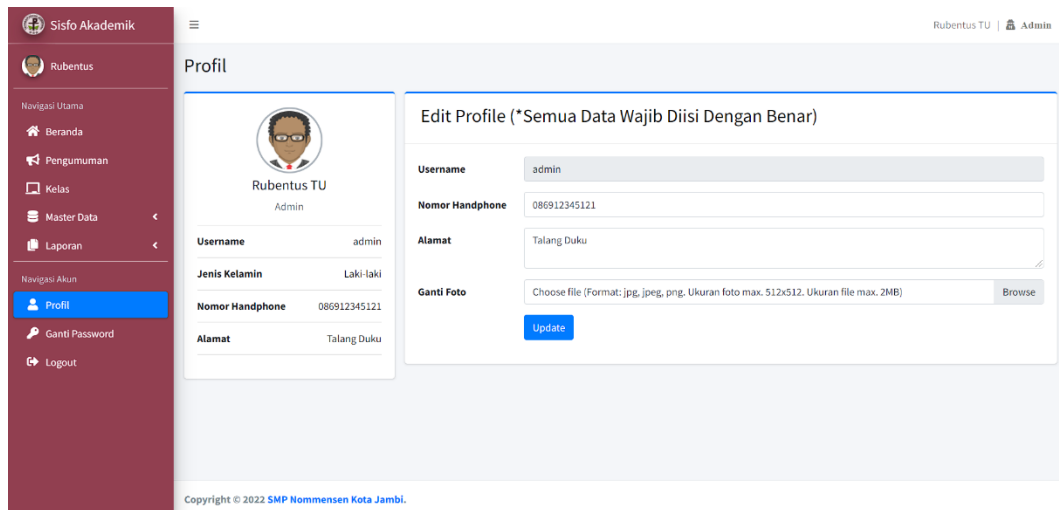 Sisfo Akademik
Rubentus TU | Admin
Rubentus
Navigasi Utama
Beranda
Pengumuman
Kelas
Master Data
Laporan
Navigasi Akun
Profil
Ganti Password
Logout
Profil
Rubentus TU
Admin
Username admin
Jenis Kelamin Laki-laki
Nomor Handphone 086912345121
Alamat Talang Duku
Edit Profile (*Semua Data Wajib Diisi Dengan Benar)
Username admin
Nomor Handphone 086912345121
Alamat Talang Duku
Ganti Foto Choose file (Format: jpg, jpeg, png. Ukuran foto max. 512x512. Ukuran file max. 2MB) Browse
Update
Copyright © 2022 SMP Nommensen Kota Jambi.